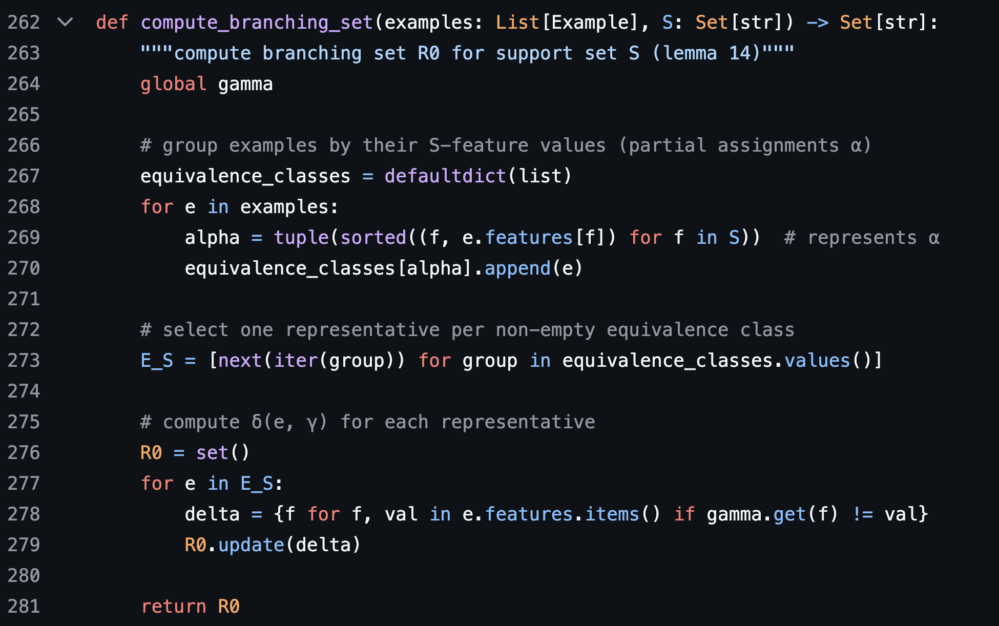 262 def compute_branching_set(examples: List[Example], S: Set[str]) -> Set[str]:
263     """compute branching set R0 for support set S (lemma 14)"""
264     global gamma
265
266     # group examples by their S-feature values (partial assignments α)
267     equivalence_classes = defaultdict(list)
268     for e in examples:
269         alpha = tuple(sorted((f, e.features[f]) for f in S))  # represents α
270         equivalence_classes[alpha].append(e)
271
272     # select one representative per non-empty equivalence class
273     E_S = [next(iter(group)) for group in equivalence_classes.values()]
274
275     # compute δ(e, γ) for each representative
276     R0 = set()
277     for e in E_S:
278         delta = {f for f, val in e.features.items() if gamma.get(f) != val}
279         R0.update(delta)
280
281     return R0